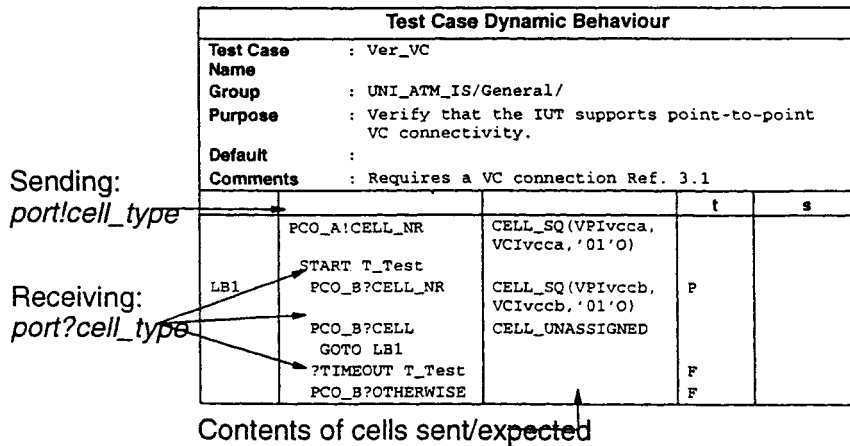 Test Case Dynamic Behaviour
Test Case Name : Ver_VC
Group : UNI_ATM_IS/General/
Purpose : Verify that the IUT supports point-to-point
VC connectivity.
Default :
Comments : Requires a VC connection Ref. 3.1
Sending:
port!cell_type
t s
PCO_A!CELL_NR CELL_SQ(VPIvcca,
VCIvcca,'01'O)
START T_Test
LB1 PCO_B?CELL_NR CELL_SQ(VPIvccb, P
VCIvccb,'01'O)
Receiving:
port?cell_type
PCO_B?CELL CELL_UNASSIGNED
GOTO LB1
?TIMEOUT T_Test F
PCO_B?OTHERWISE F
Contents of cells sent/expected